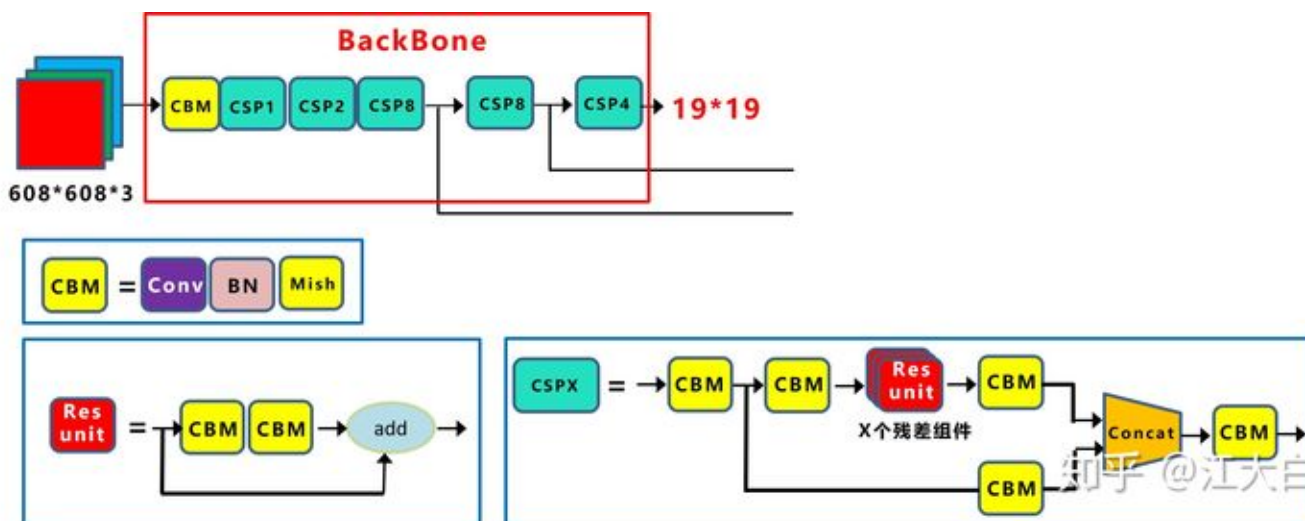 BackBone
CBM CSP1 CSP2 CSP8 CSP8 CSP4 19*19
608*608*3
CBM = Conv BN Mish
Res unit = CBM CBM add
CSPX = CBM CBM Res unit CBM
X个残差组件
Concat CBM
CBM
知乎 @江大白